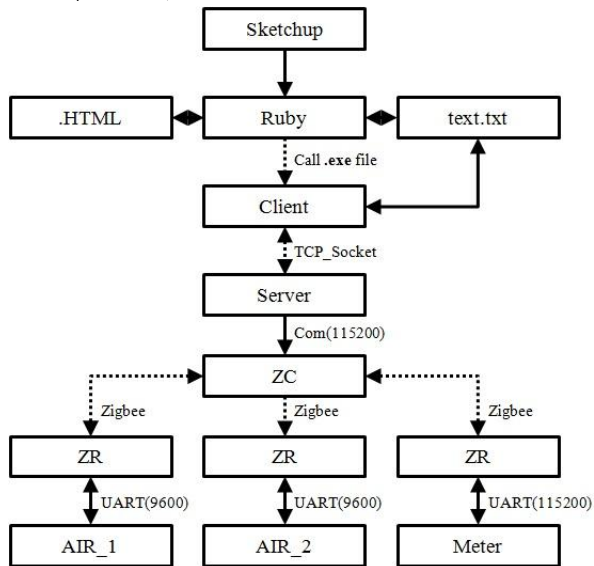 Sketchup
.HTML
Ruby
text.txt
Call .exe file
Client
TCP_Socket
Server
Com(115200)
ZC
Zigbee
Zigbee
Zigbee
ZR
ZR
ZR
UART(9600)
UART(9600)
UART(115200)
AIR_1
AIR_2
Meter